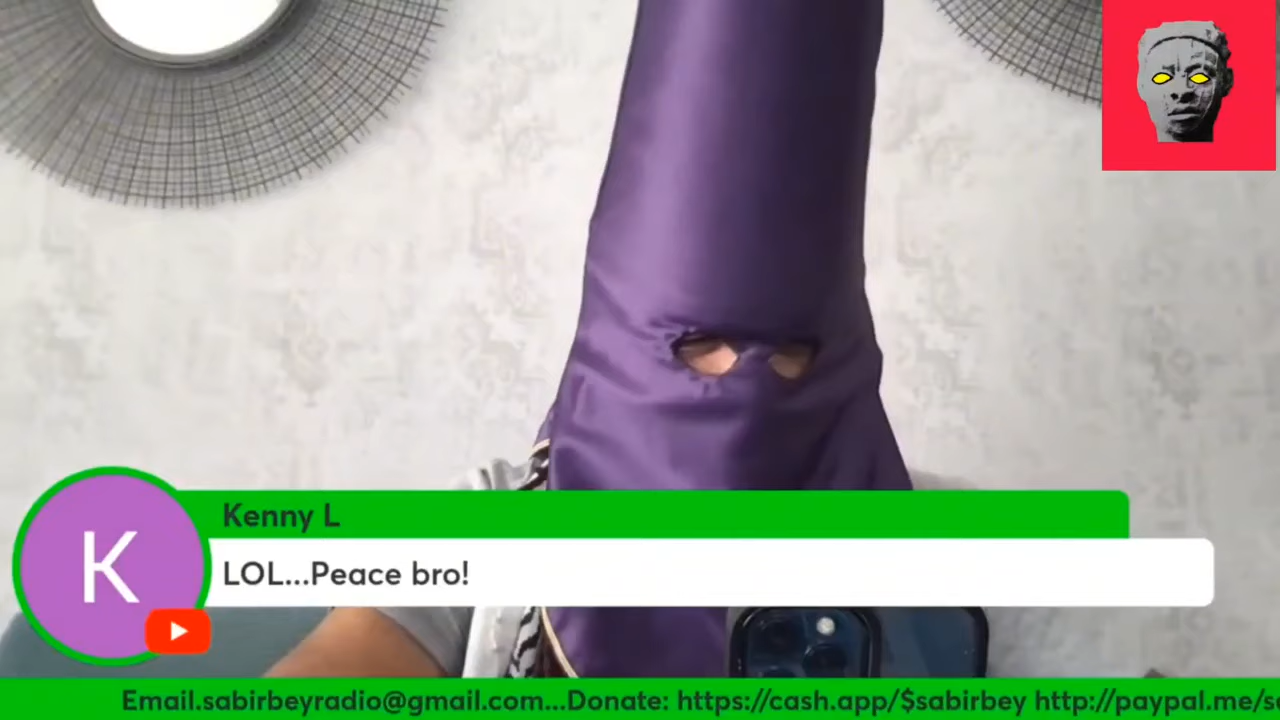 Kenny L
K
LOL...Peace bro!
Email.sabirbeyradio@gmail.com...Donate: https://cash.app/$sabirbey http://paypal.me/s